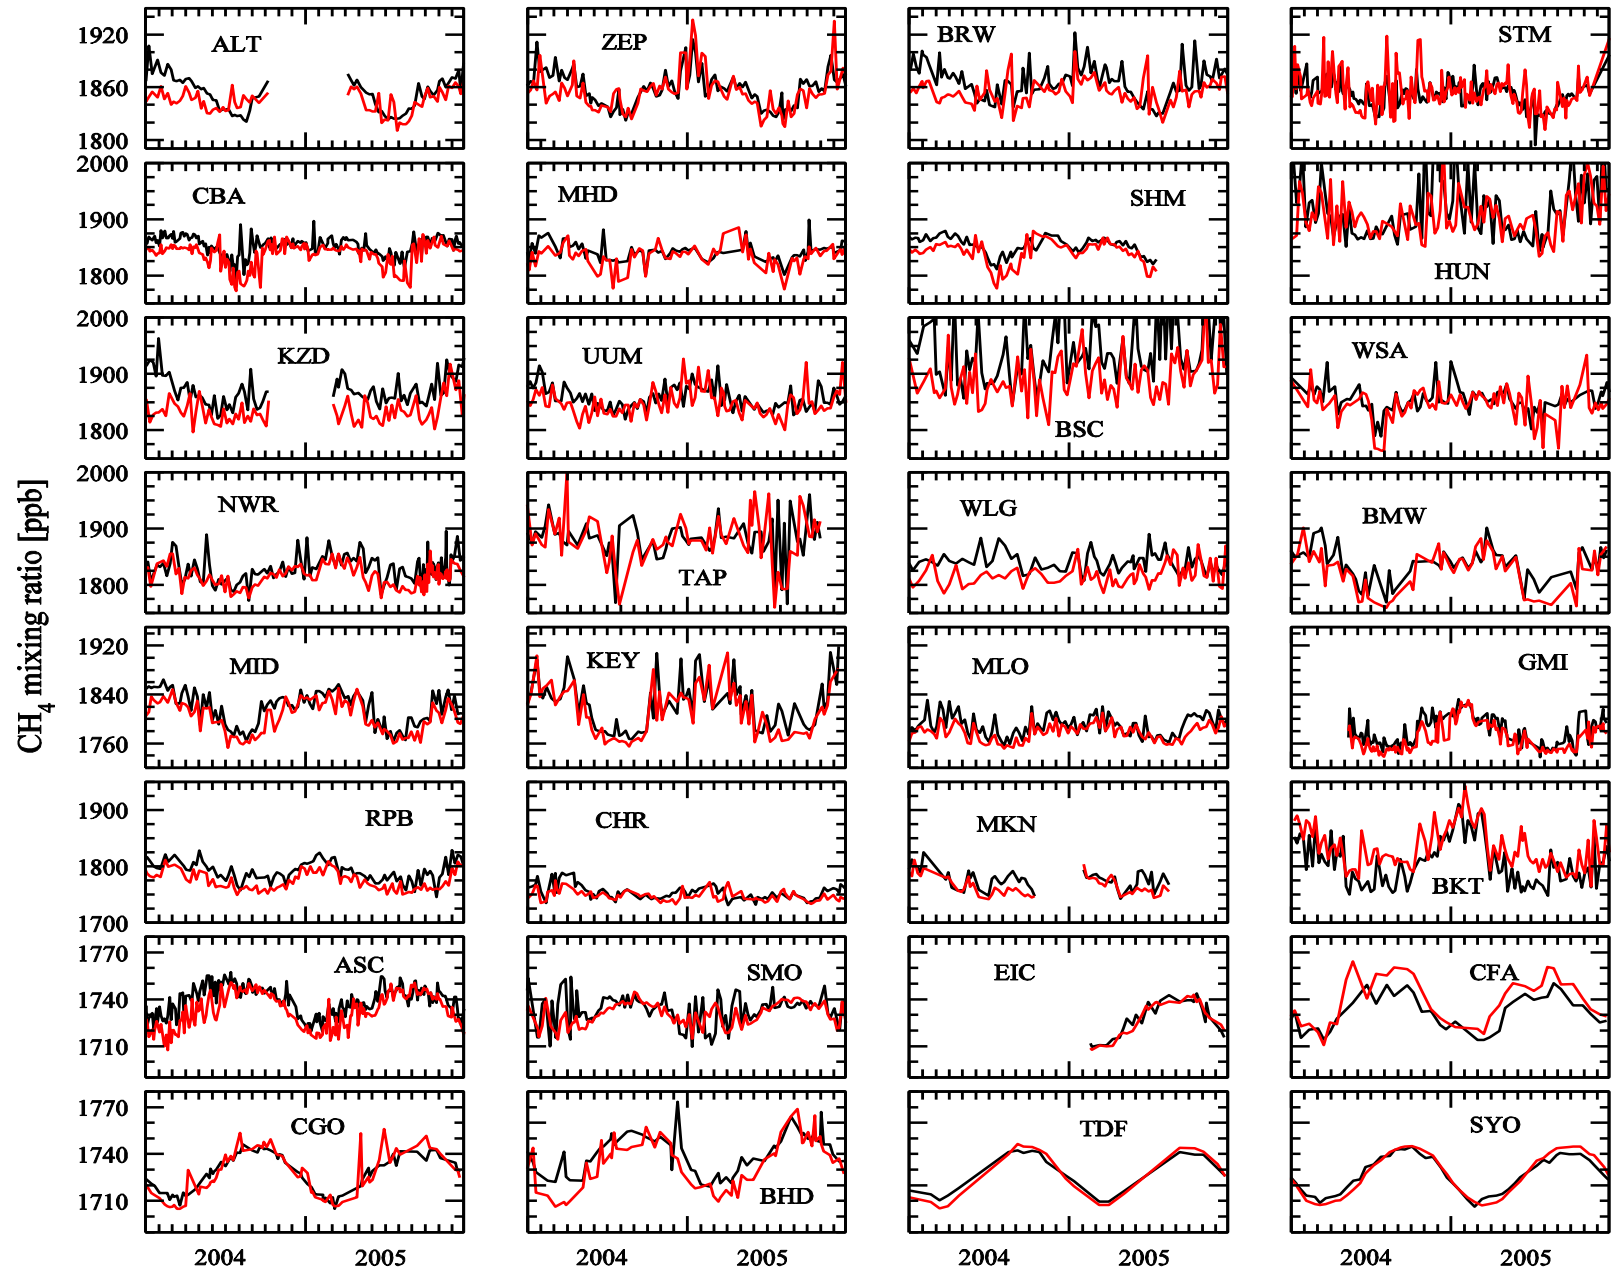 1920
1860
1800
ALT
ZEP
BRW
STM
2000
1900
1800
CBA
MHD
SHM
HUN
2000
1900
1800
KZD
UUM
BSC
WSA
2000
1900
1800
NWR
TAP
WLG
BMW
CH4 mixing ratio [ppb]
1920
1840
1760
MID
KEY
MLO
GMI
1900
1800
1700
RPB
CHR
MKN
BKT
1770
1740
1710
ASC
SMO
EIC
CFA
1770
1740
1710
CGO
BHD
TDF
SYO
2004 2005 2004 2005 2004 2005 2004 2005